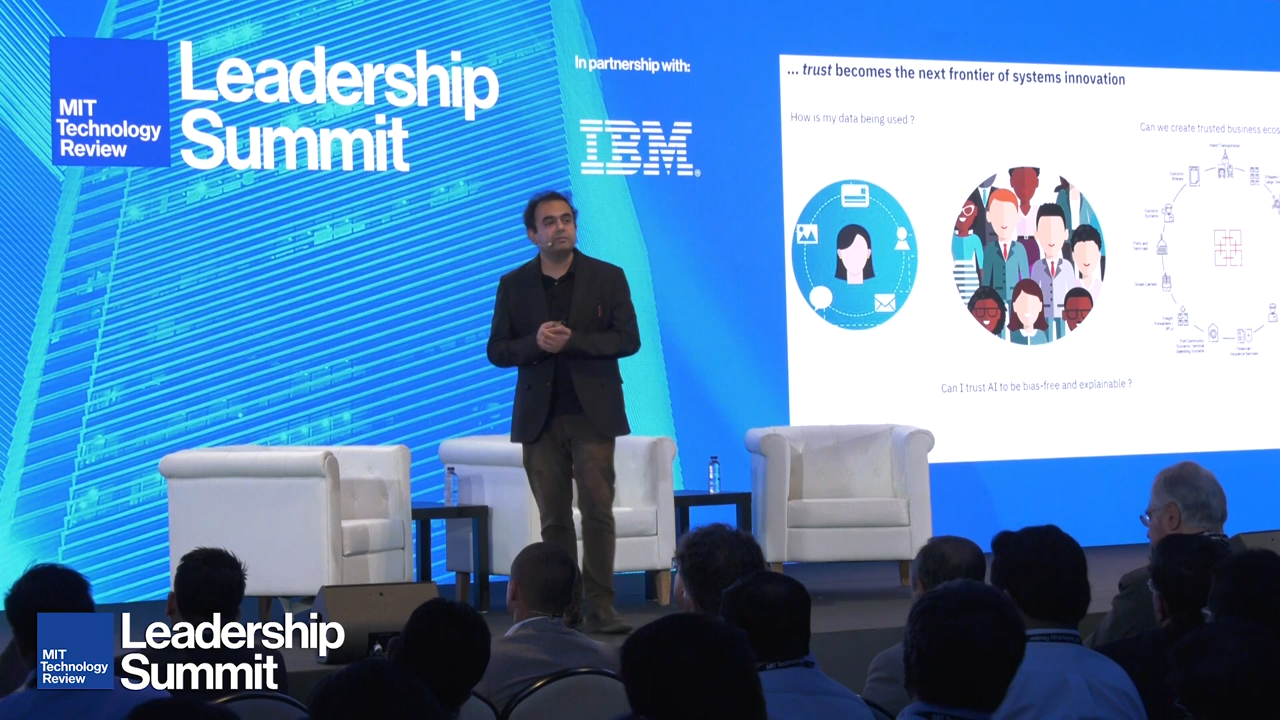 MIT
Technology
Review
Leadership
Summit
In partnership with:
IBM
... trust becomes the next frontier of systems innovation
How is my data being used ?
Can we create trusted business ecos
Can I trust AI to be bias-free and explainable ?
MIT
Technology
Review
Leadership
Summit